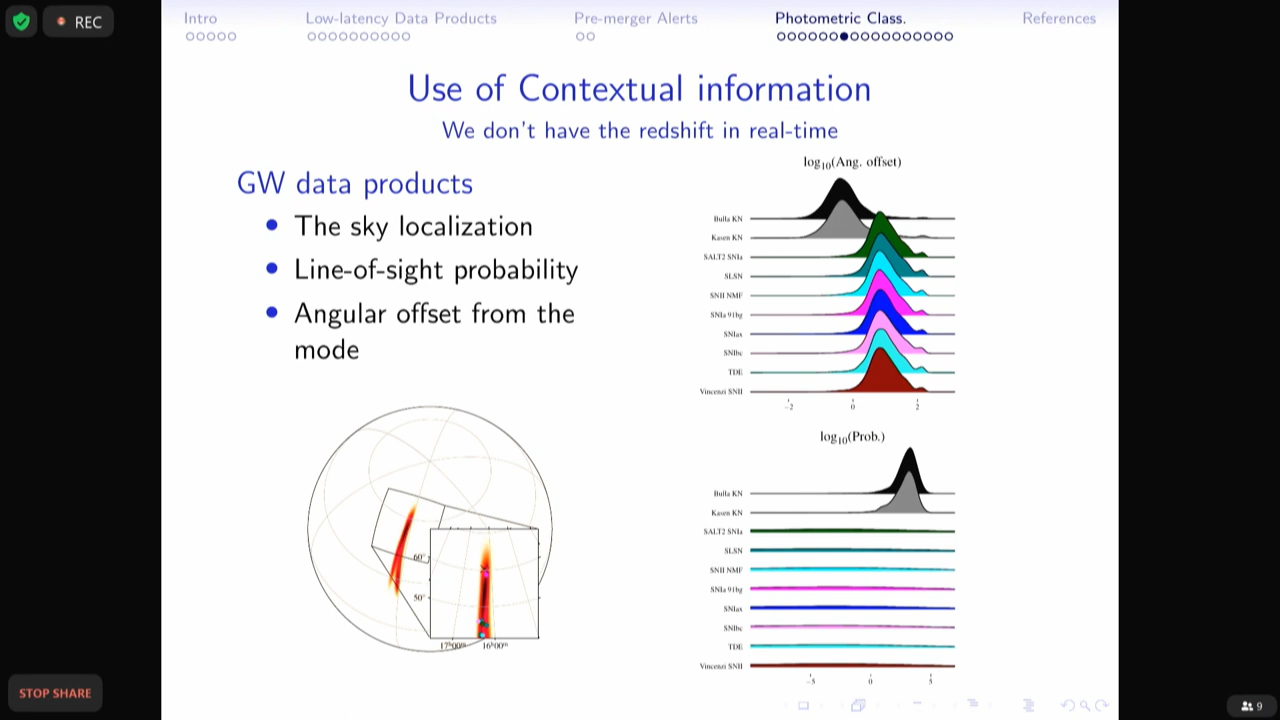 REC
Intro
Low-latency Data Products
Pre-merger Alerts
Photometric Class.
References
Use of Contextual information
We don't have the redshift in real-time
GW data products
The sky localization
Line-of-sight probability
Angular offset from the
mode
log10(Ang. offset)
Bulla KN
Kasen KN
SALT2 SNIa
SLSN
SNII NMF
SNIa 91bg
SNIax
SNIbc
TDE
Vincenzi SNII
-2 0 2
log10(Prob.)
Bulla KN
Kasen KN
SALT2 SNIa
SLSN
SNII NMF
SNIa 91bg
SNIax
SNIbc
TDE
Vincenzi SNII
-5 0 5
60°
50°
17h00m 16h00m
STOP SHARE
9